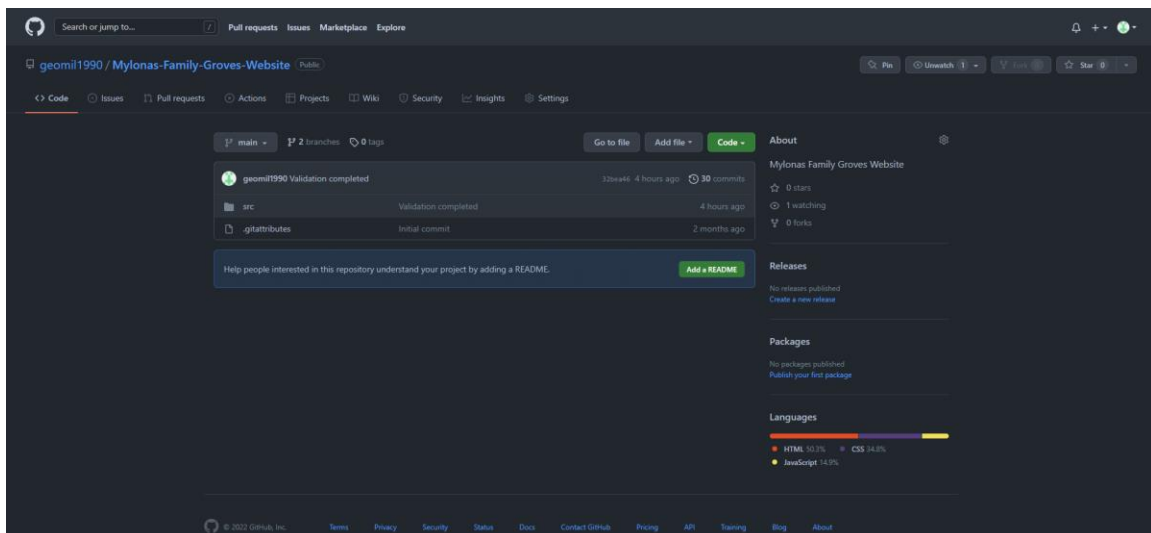 Search or jump to... / Pull requests Issues Marketplace Explore
geomil1990 / Mylonas-Family-Groves-Website Public
Pin Unwatch 1 Fork 0 Star 0
<> Code Issues Pull requests Actions Projects Wiki Security Insights Settings
main 2 branches 0 tags Go to file Add file Code
geomil1990 Validation completed 4 hours ago 30 commits
src Validation completed 4 hours ago
.gitattributes Initial commit 2 months ago
Help people interested in this repository understand your project by adding a README. Add a README
About
Mylonas Family Groves Website
0 stars
1 watching
0 forks
Releases
No releases published
Create a new release
Packages
No packages published
Publish your first package
Languages
HTML 50.3% CSS 34.8%
JavaScript 14.9%
© 2022 GitHub, Inc. Terms Privacy Security Status Docs Contact GitHub Pricing API Training Blog About